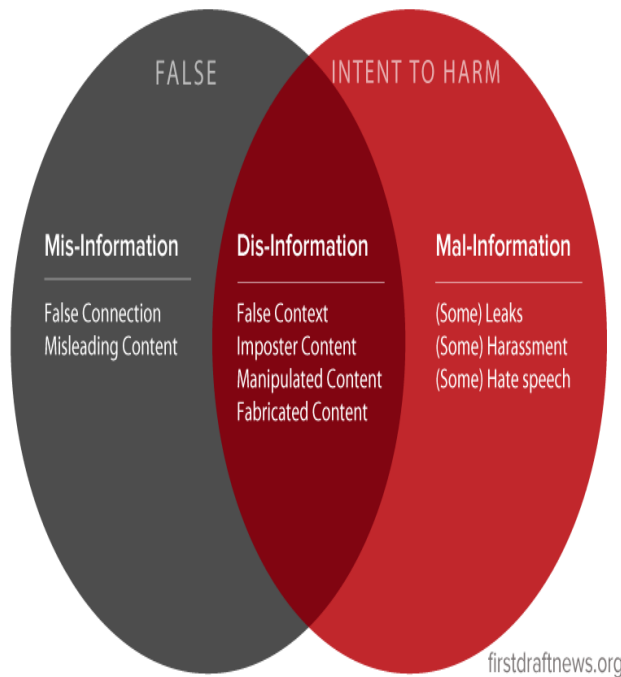 FALSE
INTENT TO HARM
Mis-Information
False Connection
Misleading Content
Dis-Information
False Context
Imposter Content
Manipulated Content
Fabricated Content
Mal-Information
(Some) Leaks
(Some) Harassment
(Some) Hate speech
firstdraftnews.org